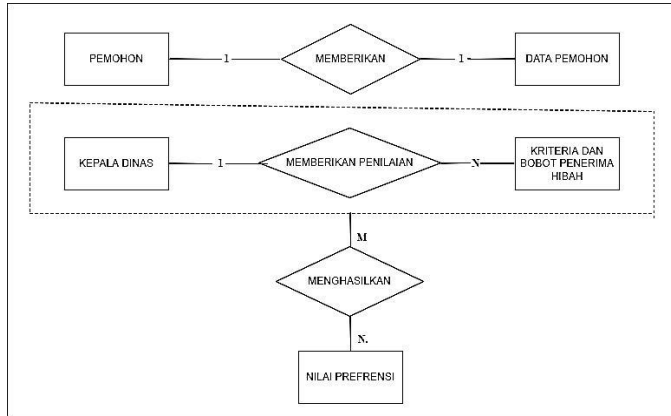 PEMOHON
1
MEMBERIKAN
1
DATA PEMOHON
KEPALA DINAS
1
MEMBERIKAN PENILAIAN
N
KRITERIA DAN
BOBOT PENERIMA
HIBAH
M
MENGHASILKAN
N.
NILAI PREFRENSI